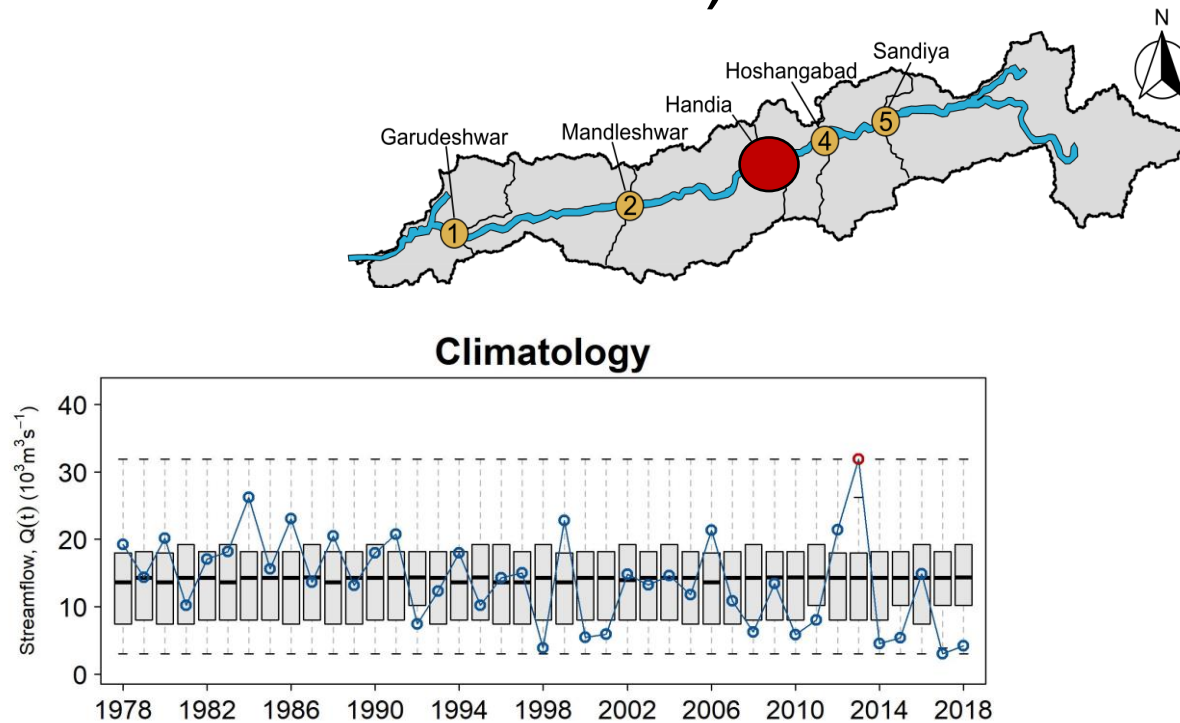 N
Sandiya
Hoshangabad
Handia
Mandleshwar
Garudeshwar
5
4
2
1
Climatology
Streamflow, Q(t) (10³m³s⁻¹)
40
30
20
10
0
1978 1982 1986 1990 1994 1998 2002 2006 2010 2014 2018